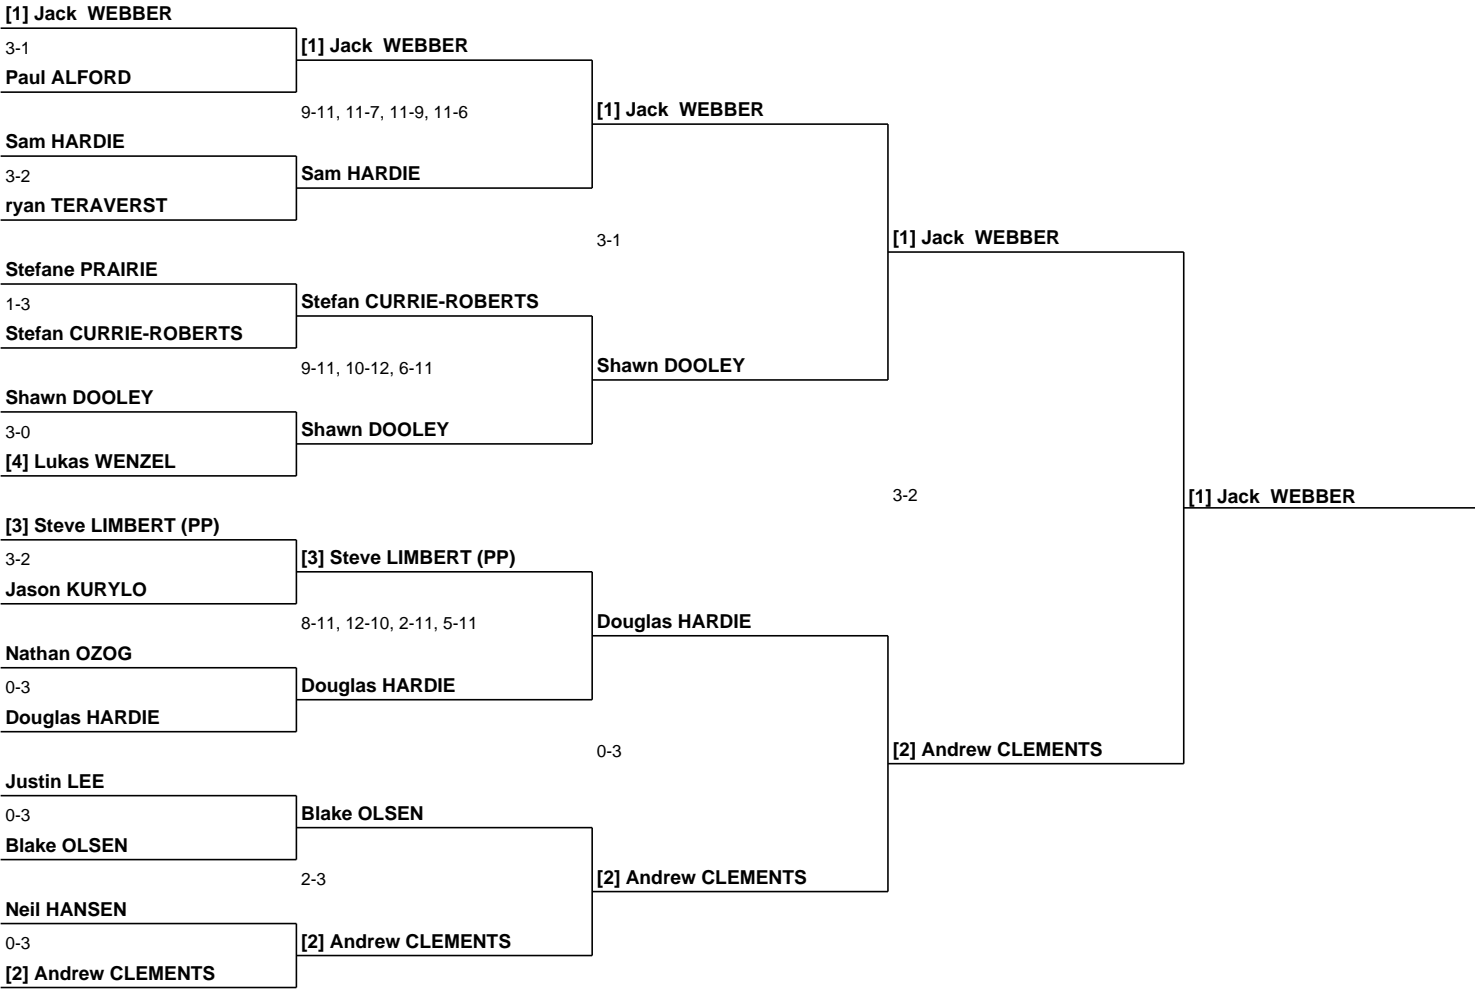 [1] Jack  WEBBER
3-1
Paul ALFORD
Sam HARDIE
3-2
ryan TERAVERST
Stefane PRAIRIE
1-3
Stefan CURRIE-ROBERTS
Shawn DOOLEY
3-0
[4] Lukas WENZEL
[3] Steve LIMBERT (PP)
3-2
Jason KURYLO
Nathan OZOG
0-3
Douglas HARDIE
Justin LEE
0-3
Blake OLSEN
Neil HANSEN
0-3
[2] Andrew CLEMENTS
[1] Jack  WEBBER
9-11, 11-7, 11-9, 11-6
Sam HARDIE
Stefan CURRIE-ROBERTS
9-11, 10-12, 6-11
Shawn DOOLEY
[3] Steve LIMBERT (PP)
8-11, 12-10, 2-11, 5-11
Douglas HARDIE
Blake OLSEN
2-3
[2] Andrew CLEMENTS
[1] Jack  WEBBER
3-1
Shawn DOOLEY
Douglas HARDIE
0-3
[2] Andrew CLEMENTS
[1] Jack  WEBBER
3-2
[2] Andrew CLEMENTS
[1] Jack  WEBBER